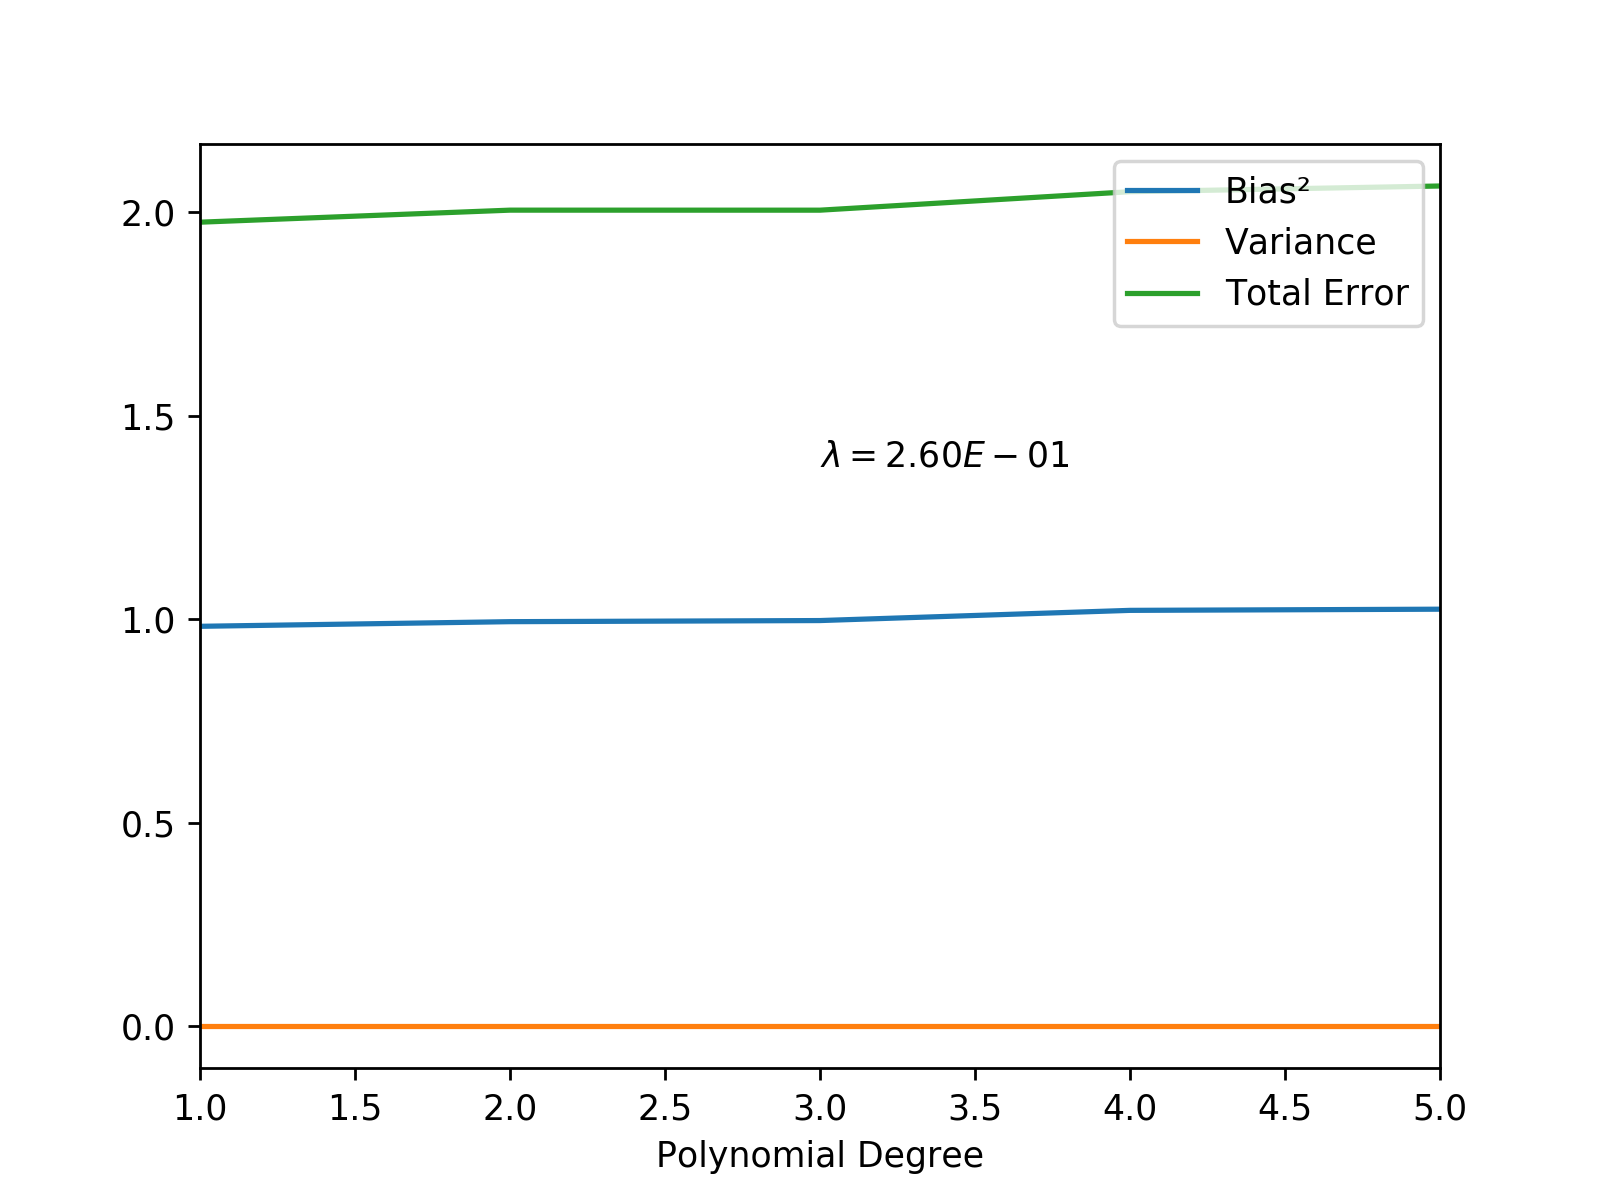 Bias²
Variance
Total Error
2.0
1.5
λ = 2.60E − 01
1.0
0.5
0.0
1.0 1.5 2.0 2.5 3.0 3.5 4.0 4.5 5.0
Polynomial Degree